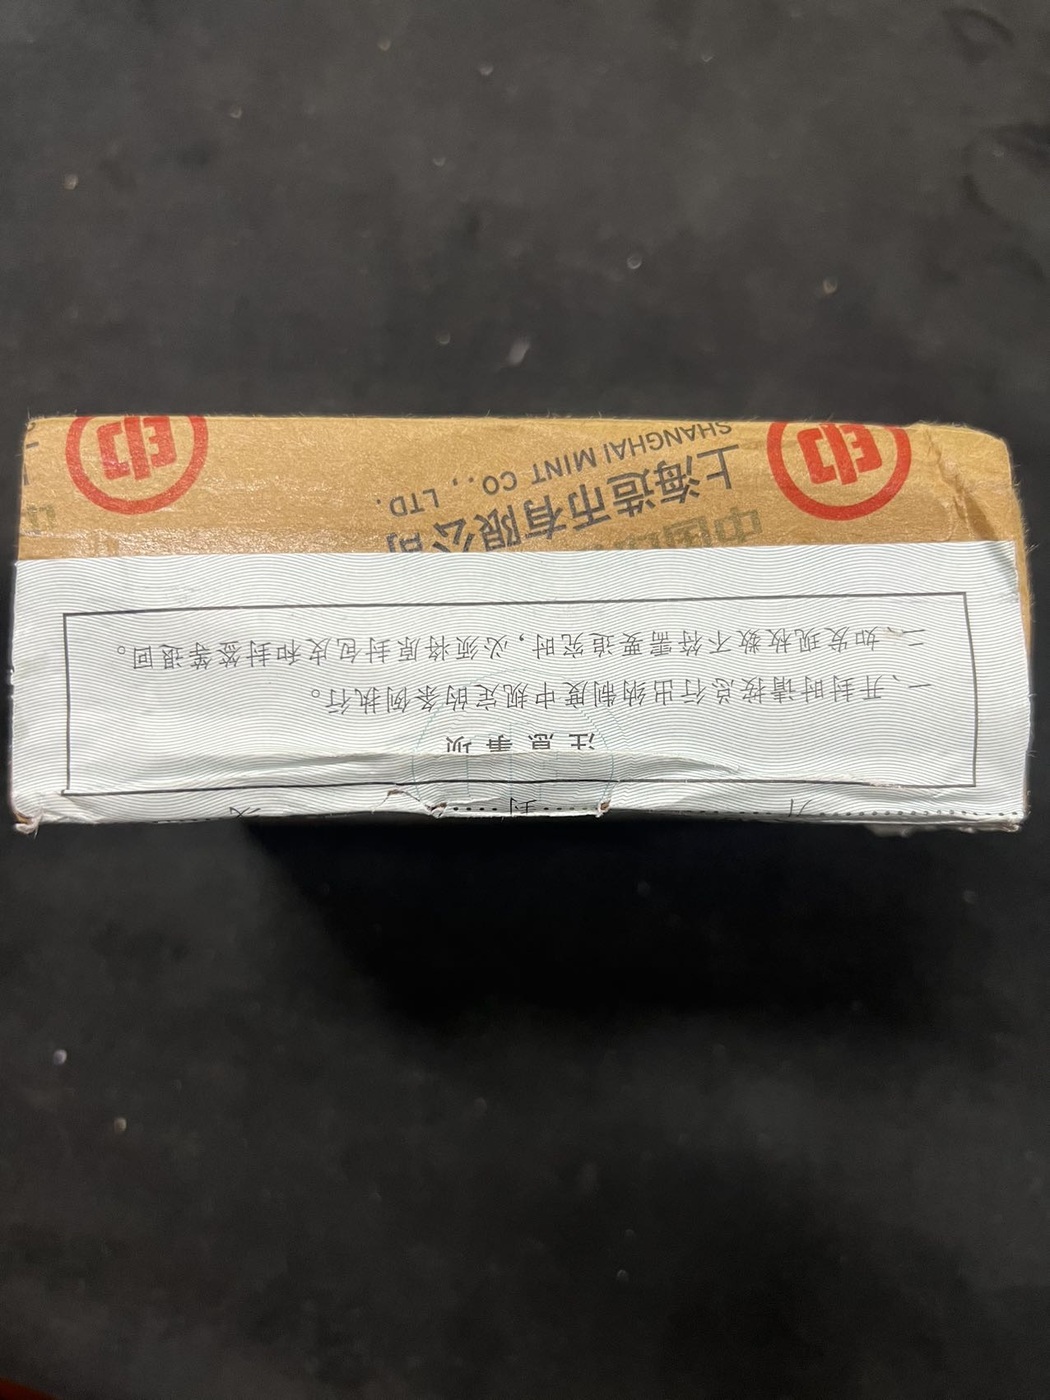 注意事项
一、开封时请按总行出纳制度中规定的条例执行。
二、如发现枚数不符需要追究时，必须将原封包皮和封签等退回。
中国印
上海造币有限公司
SHANGHAI MINT CO., LTD.